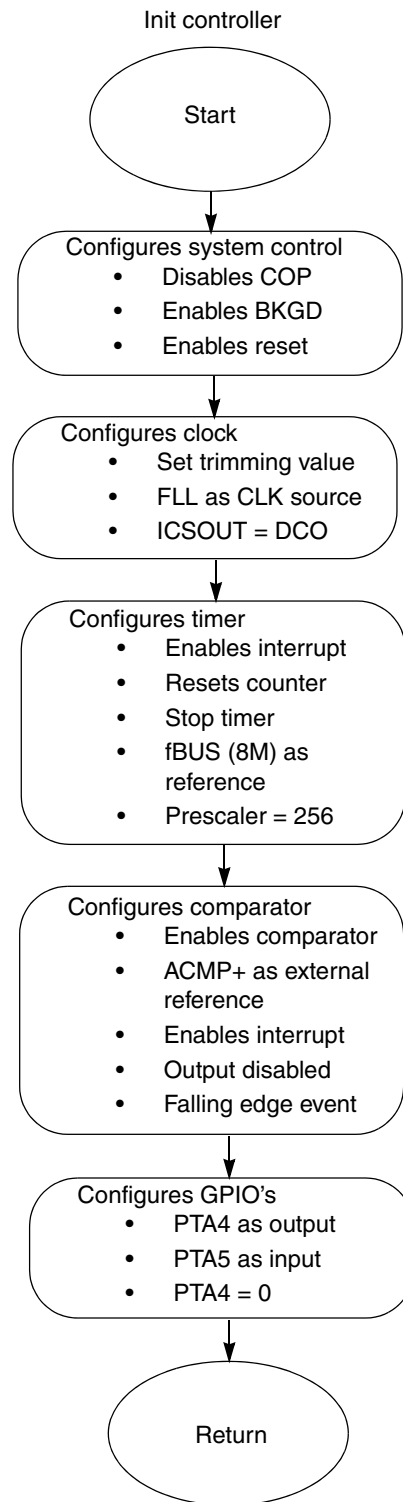 Init controller
Start
Configures system control
• Disables COP
• Enables BKGD
• Enables reset
Configures clock
• Set trimming value
• FLL as CLK source
• ICSOUT = DCO
Configures timer
• Enables interrupt
• Resets counter
• Stop timer
• fBUS (8M) as
reference
• Prescaler = 256
Configures comparator
• Enables comparator
• ACMP+ as external
reference
• Enables interrupt
• Output disabled
• Falling edge event
Configures GPIO's
• PTA4 as output
• PTA5 as input
• PTA4 = 0
Return